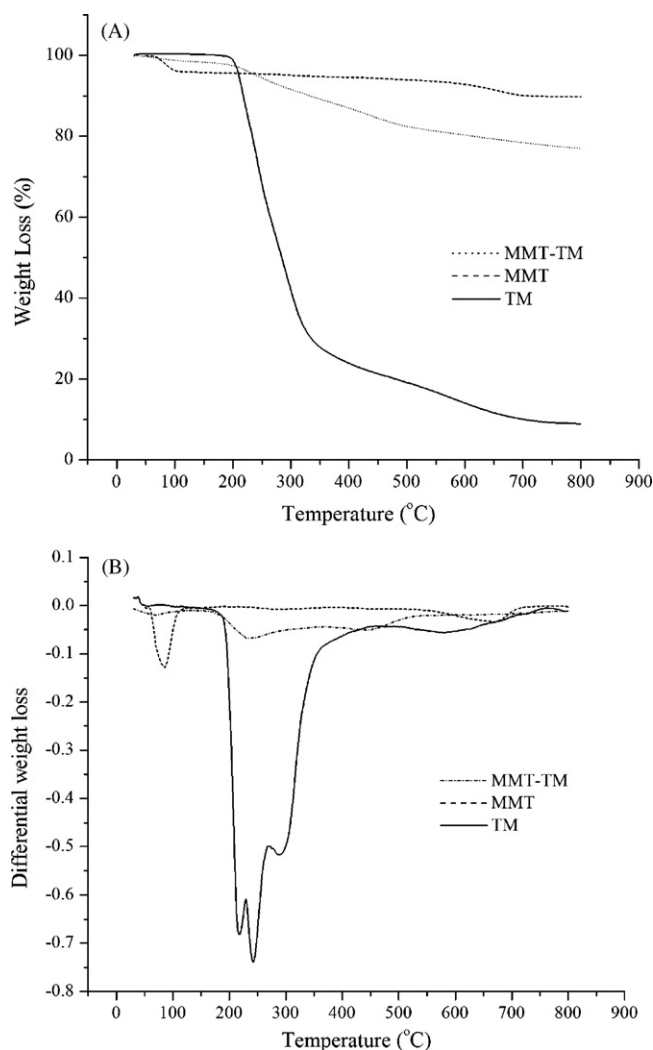 (A)
100
80
60
40
20
0
Weight Loss (%)
MMT-TM
MMT
TM
0 100 200 300 400 500 600 700 800 900
Temperature (°C)
(B)
0.1
0.0
-0.1
-0.2
-0.3
-0.4
-0.5
-0.6
-0.7
-0.8
Differential weight loss
MMT-TM
MMT
TM
0 100 200 300 400 500 600 700 800 900
Temperature (°C)